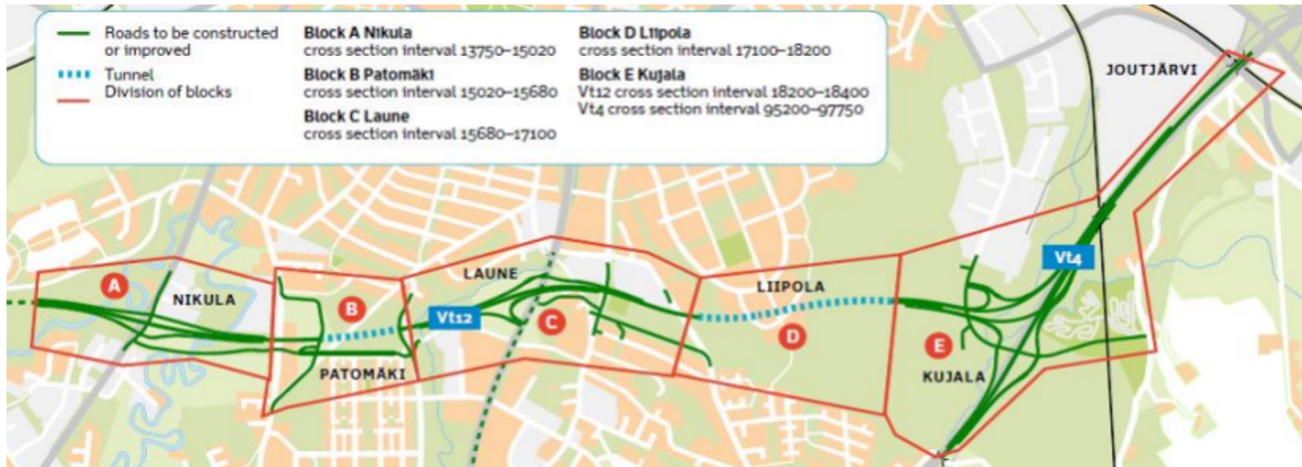 Roads to be constructed
or improved
Tunnel
Division of blocks
Block A Nikula
cross section interval 13750–15020
Block B Patomäki
cross section interval 15020–15680
Block C Laune
cross section interval 15680–17100
Block D Liipola
cross section interval 17100–18200
Block E Kujala
Vt12 cross section interval 18200–18400
Vt4 cross section interval 95200–97750
JOUTJÄRVI
Vt4
LAUNE
LIIPOLA
A
NIKULA
B
Vt12
C
D
E
PATOMÄKI
KUJALA